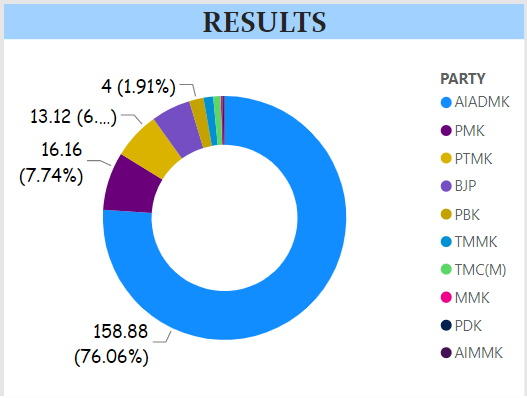 RESULTS
4 (1.91%)
13.12 (6....)
16.16
(7.74%)
158.88
(76.06%)
PARTY
AIADMK
PMK
PTMK
BJP
PBK
TMMK
TMC(M)
MMK
PDK
AIMMK